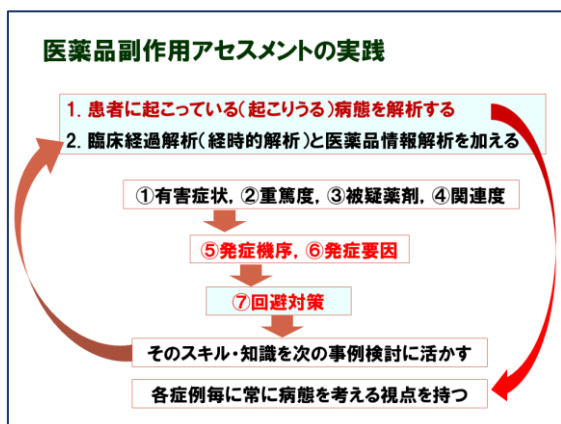 医薬品副作用アセスメントの実践
1. 患者に起こっている(起こりうる)病態を解析する
2. 臨床経過解析(経時的解析)と医薬品情報解析を加える
①有害症状, ②重篤度, ③被疑薬剤, ④関連度
⑤発症機序, ⑥発症要因
⑦回避対策
そのスキル・知識を次の事例検討に活かす
各症例毎に常に病態を考える視点を持つ